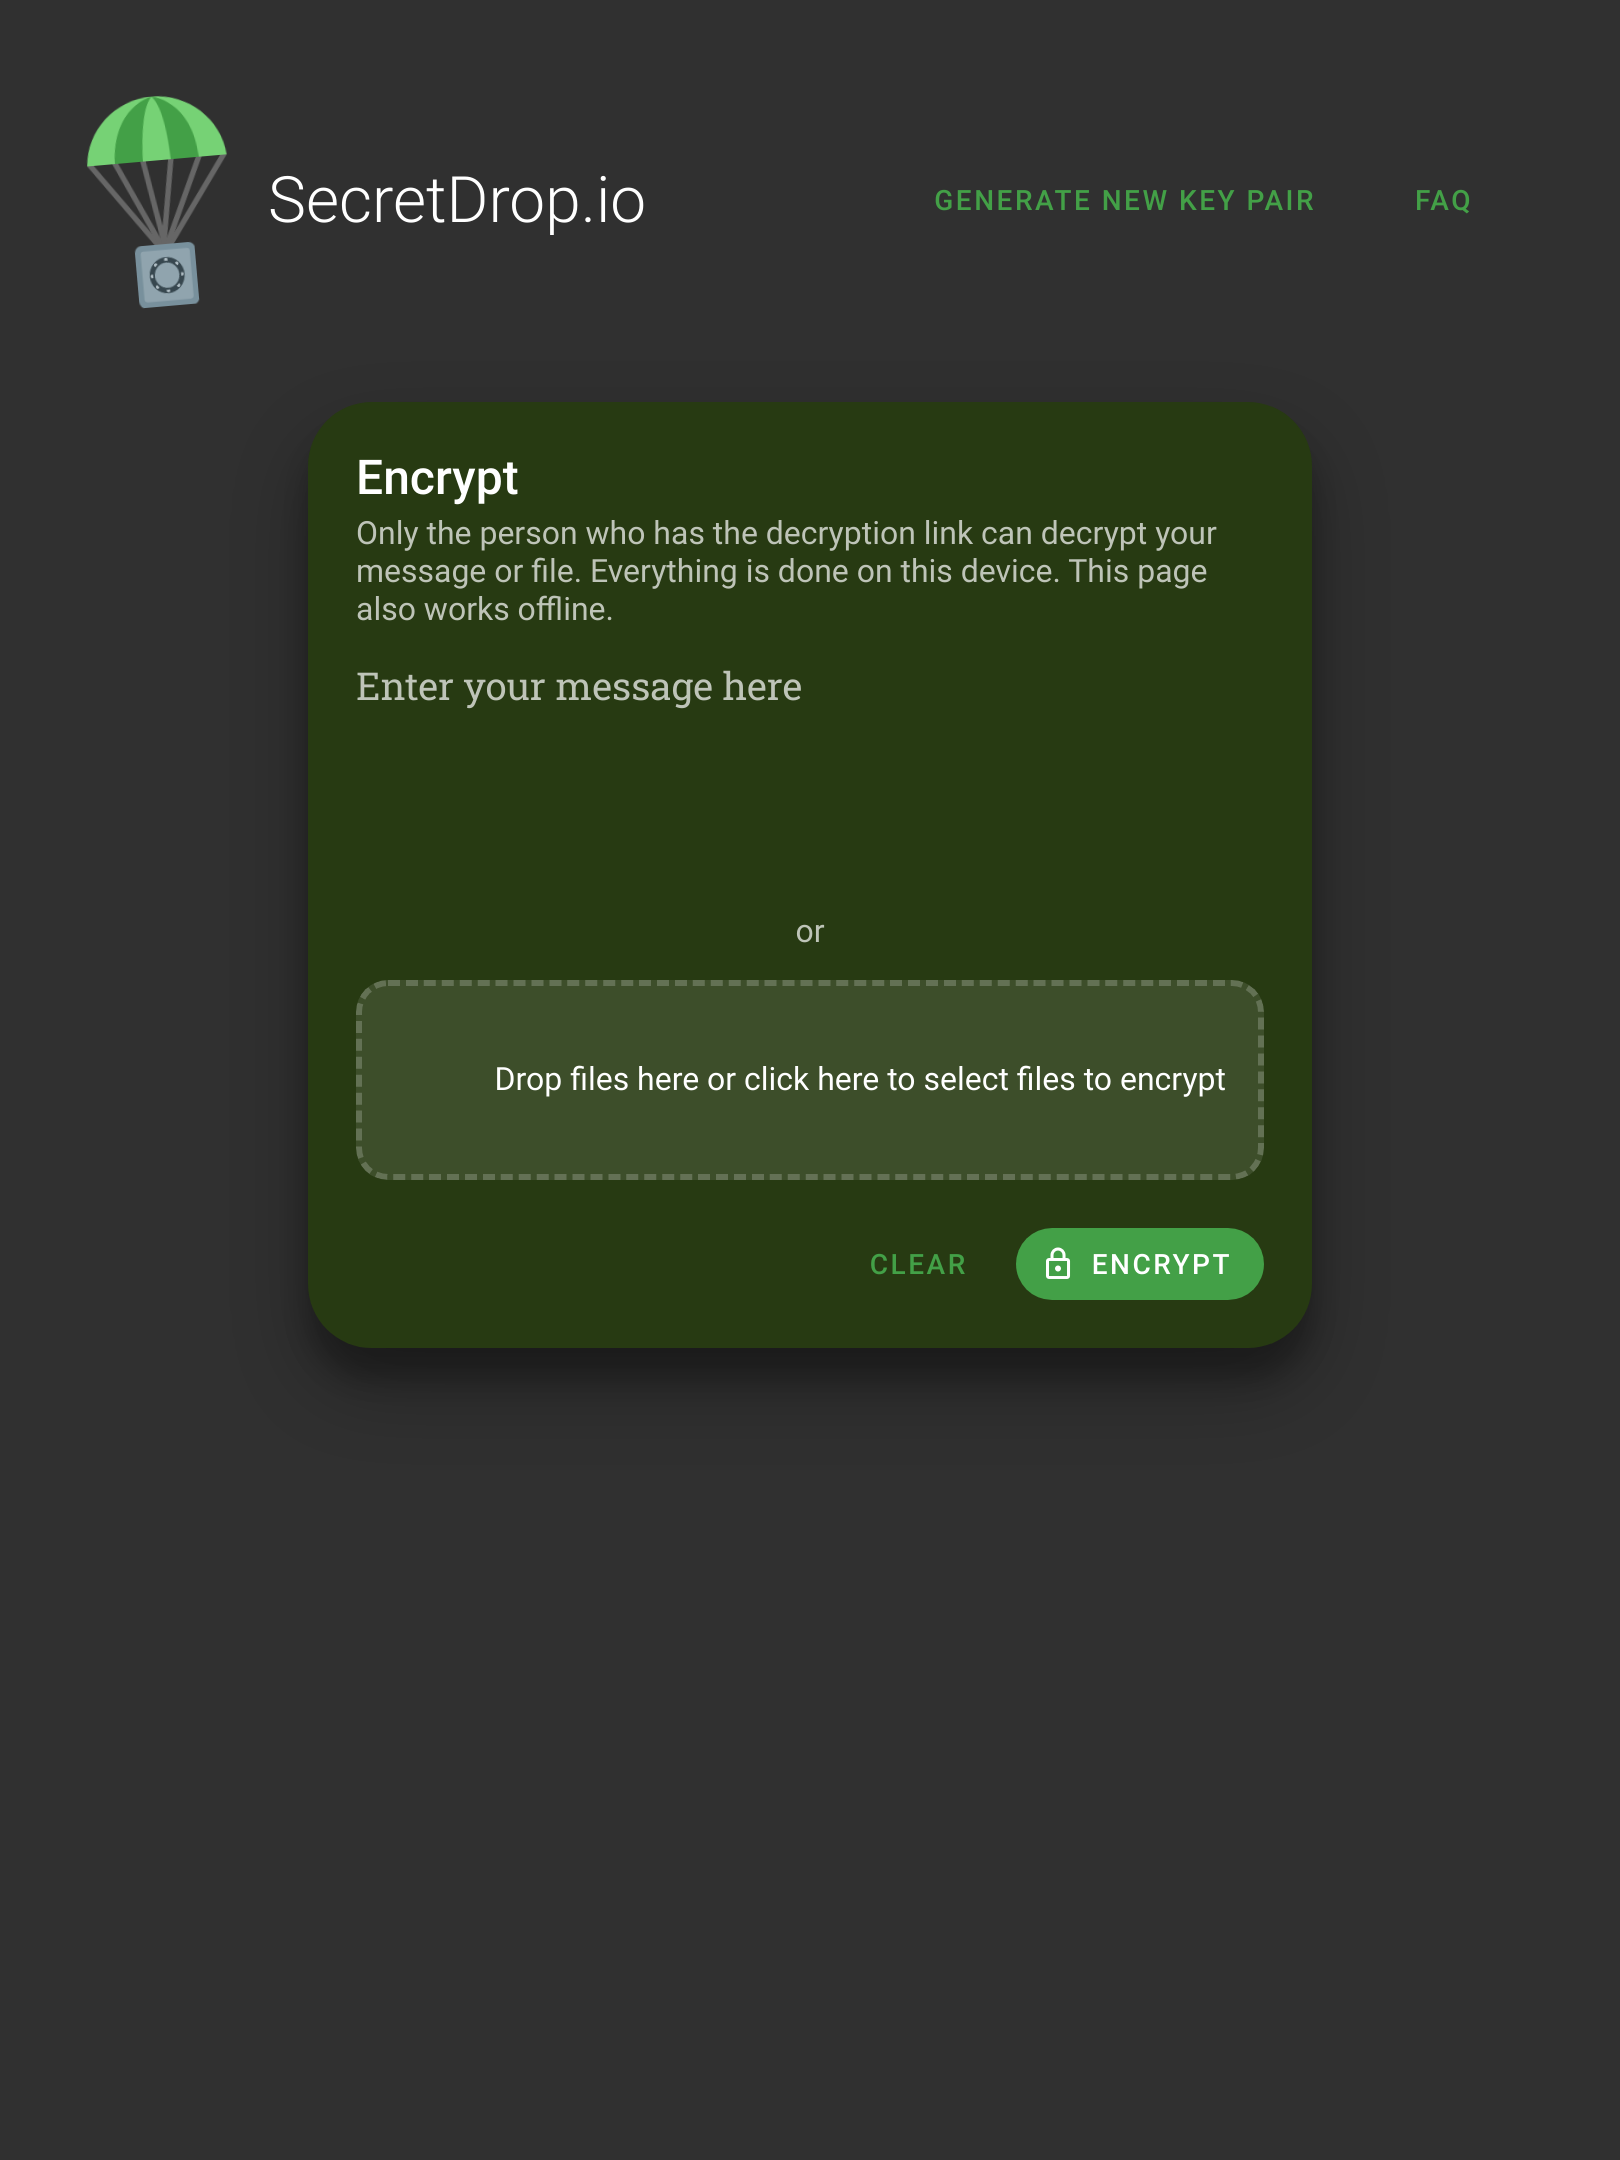 SecretDrop.io
GENERATE NEW KEY PAIR
FAQ
Encrypt
Only the person who has the decryption link can decrypt your
message or file. Everything is done on this device. This page
also works offline.
Enter your message here
or
Drop files here or click here to select files to encrypt
CLEAR
ENCRYPT